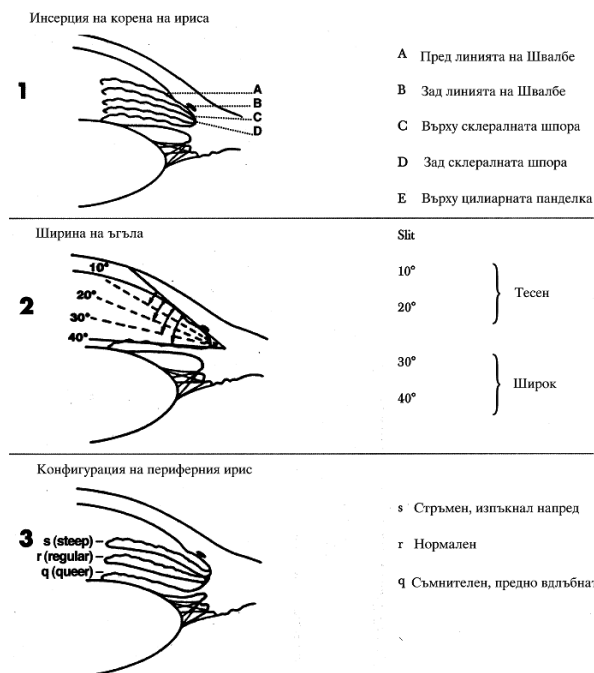 Инсерция на корена на ириса
1
A
B
C
D
A Пред линията на Швалбе
B Зад линията на Швалбе
C Върху склералната шпора
D Зад склералната шпора
E Върху цилиарната панделка
Ширина на ъгъла
2
10°
20°
30°
40°
Slit
10°
20°
Тесен
30°
40°
Широк
Конфигурация на периферния ирис
3
s (steep)
r (regular)
q (queer)
s Стръмен, изпъкнал напред
r Нормален
q Съмнителен, предно вдлъбнат